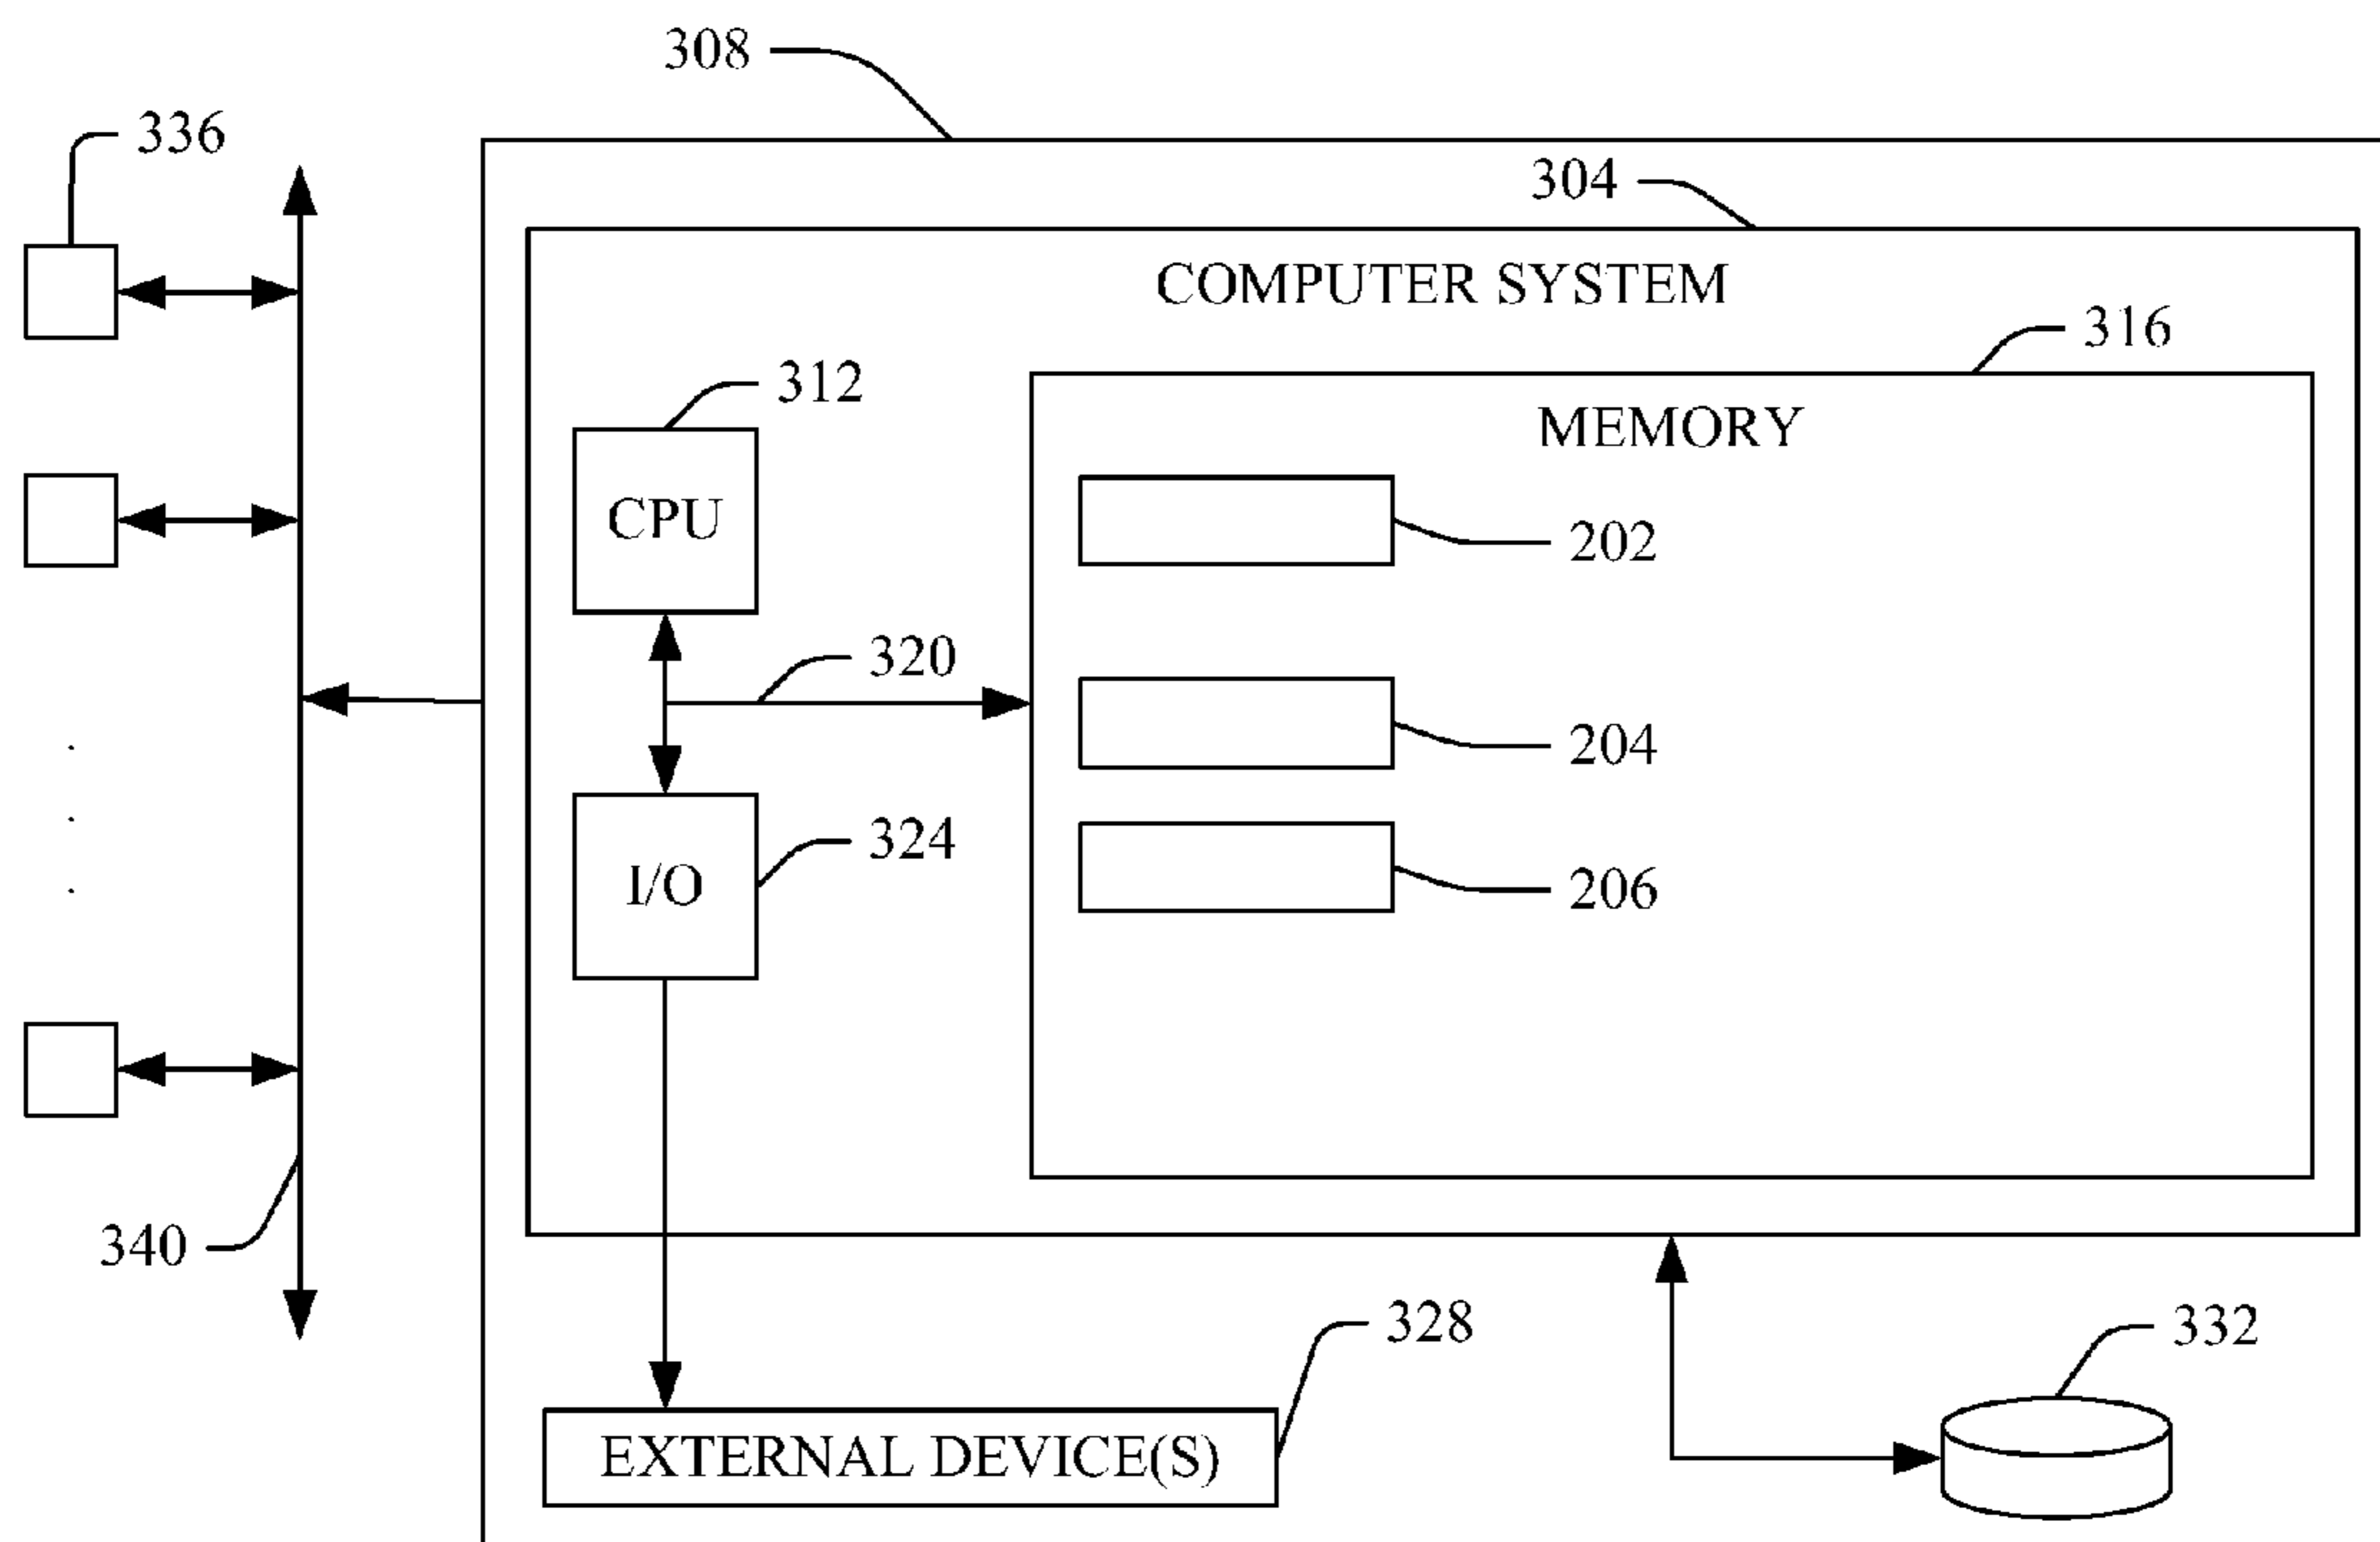 308
336
304
COMPUTER SYSTEM
316
312
MEMORY
CPU
202
320
204
324
I/O
206
340
328
332
EXTERNAL DEVICE(S)